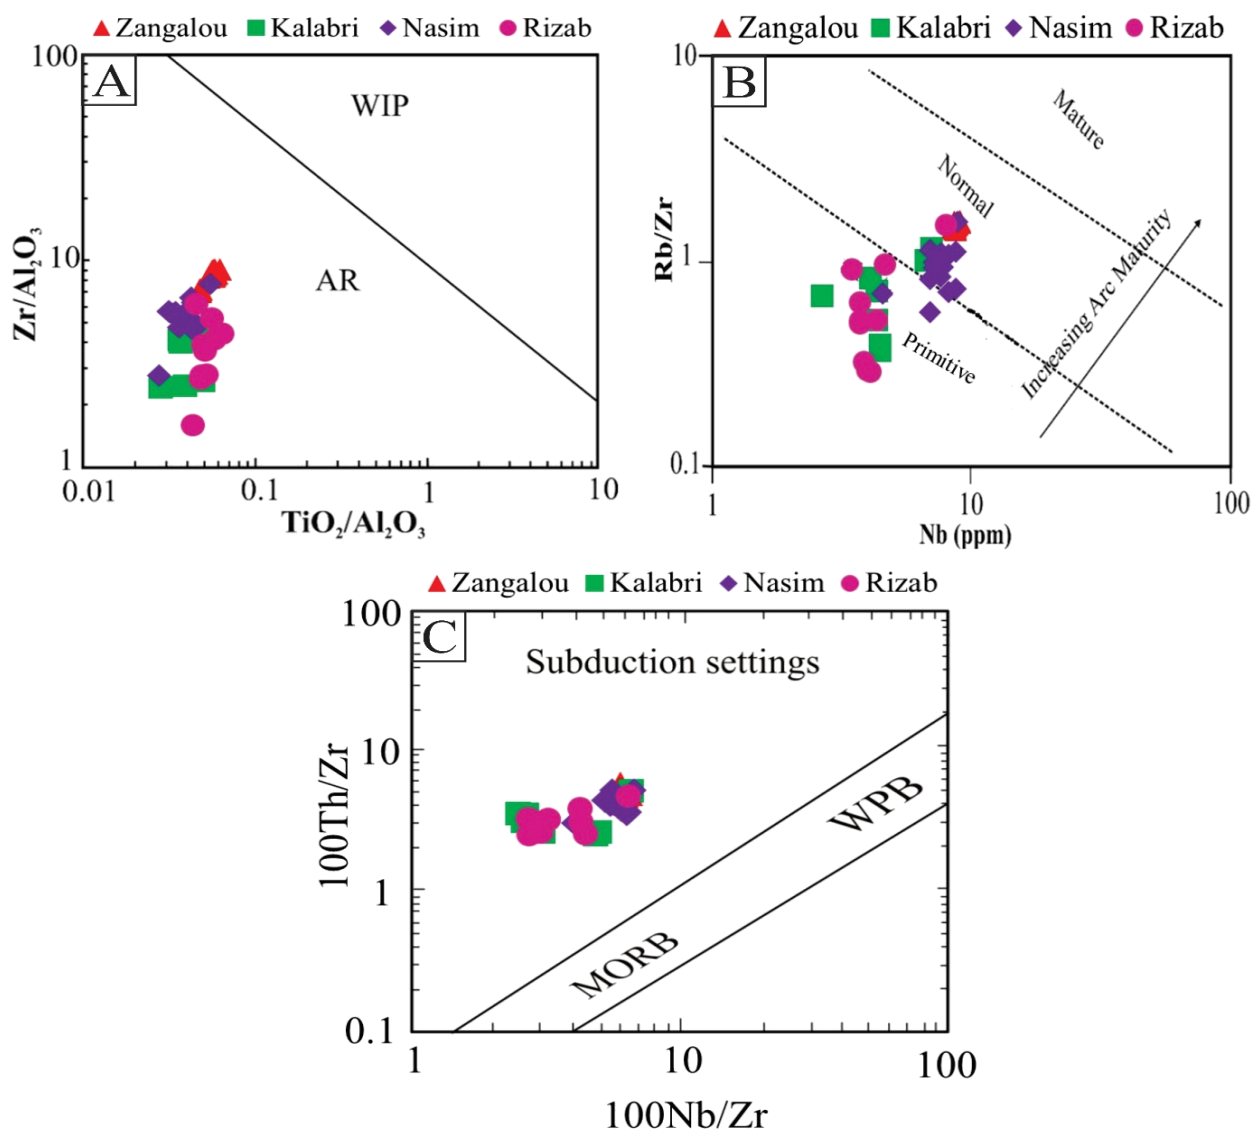 Zangalou Kalabri Nasim Rizab
100
A
WIP
Zr/Al₂O₃
10
AR
1
0.01 0.1 1 10
TiO₂/Al₂O₃
Zangalou Kalabri Nasim Rizab
10
B
Mature
Normal
Rb/Zr
1
Increasing Arc Maturity
Primitive
0.1
1 10 100
Nb (ppm)
Zangalou Kalabri Nasim Rizab
100
C
Subduction settings
10
100Th/Zr
WPB
1
MORB
0.1
1 10 100
100Nb/Zr